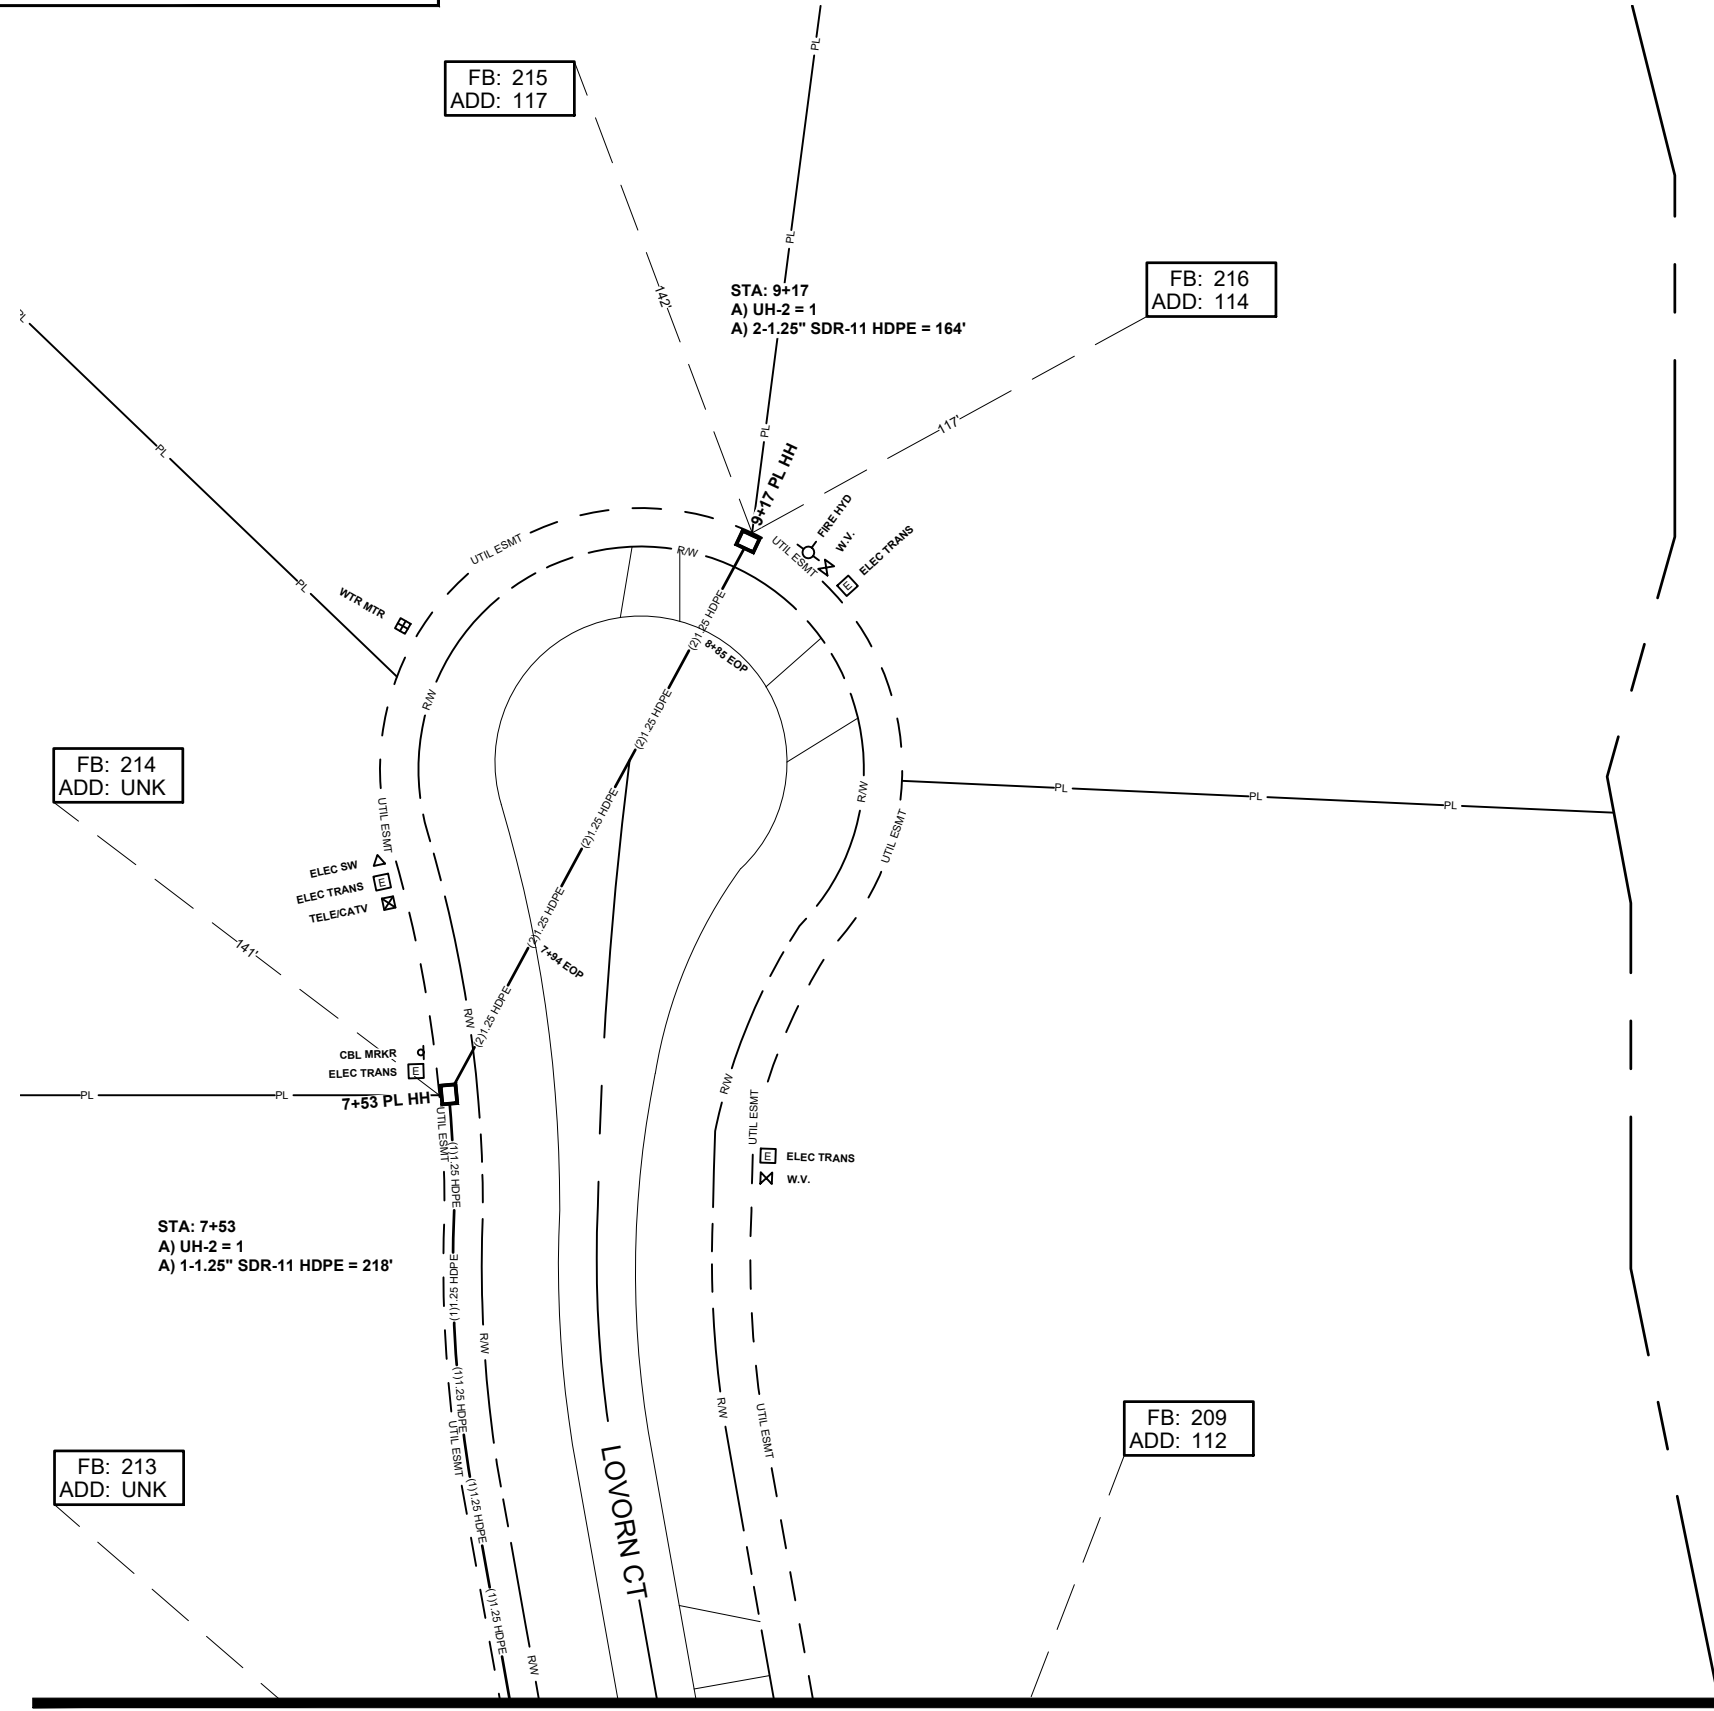 PL
FB: 215
ADD: 117
PL
FB: 216
ADD: 114
142'
STA: 9+17
A) UH-2 = 1
A) 2-1.25" SDR-11 HDPE = 164'
PL
117'
PL
PL
9+17 PL HH
FIRE HYD
W.V.
ELEC TRANS
E
UTIL ESMT
UTIL ESMT
R/W
PL
WTR MTR
(2)1.25 HDPE
8+85 EOP
R/W
(2)1.25 HDPE
FB: 214
ADD: UNK
UTIL ESMT
(2)1.25 HDPE
R/W
UTIL ESMT
PL
PL
PL
ELEC SW
ELEC TRANS
E
TELE/CATV
141'
(2)1.25 HDPE
7+94 EOP
(2)1.25 HDPE
R/W
CBL MRKR
ELEC TRANS
E
PL
PL
7+53 PL HH
R/W
UTIL ESMT
UTIL ESMT
(1)1.25 HDPE
E
ELEC TRANS
W.V.
STA: 7+53
A) UH-2 = 1
A) 1-1.25" SDR-11 HDPE = 218'
(1)1.25 HDPE
R/W
(1)1.25 HDPE
UTIL ESMT
R/W
UTIL ESMT
FB: 209
ADD: 112
FB: 213
ADD: UNK
(1)1.25 HDPE
LOVORN CT
(1)1.25 HDPE
R/W